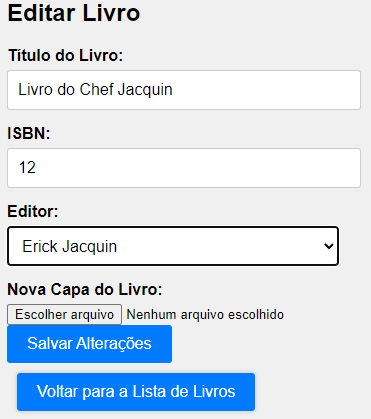 Editar Livro
Título do Livro:
Livro do Chef Jacquin
ISBN:
12
Editor:
Erick Jacquin
Nova Capa do Livro:
Escolher arquivo Nenhum arquivo escolhido
Salvar Alterações
Voltar para a Lista de Livros